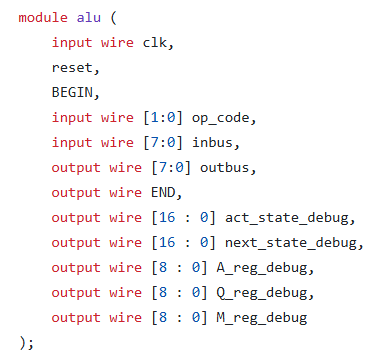 module alu (
    input wire clk,
    reset,
    BEGIN,
    input wire [1:0] op_code,
    input wire [7:0] inbus,
    output wire [7:0] outbus,
    output wire END,
    output wire [16 : 0] act_state_debug,
    output wire [16 : 0] next_state_debug,
    output wire [8 : 0] A_reg_debug,
    output wire [8 : 0] Q_reg_debug,
    output wire [8 : 0] M_reg_debug
);